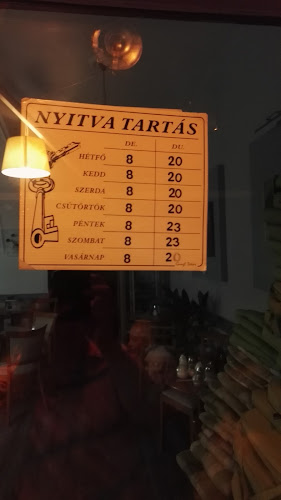 NYITVA TARTÁS
DE. DU.
HÉTFŐ 8 20
KEDD 8 20
SZERDA 8 20
CSÜTÖRTÖK 8 20
PÉNTEK 8 23
SZOMBAT 8 23
VASÁRNAP 8 20